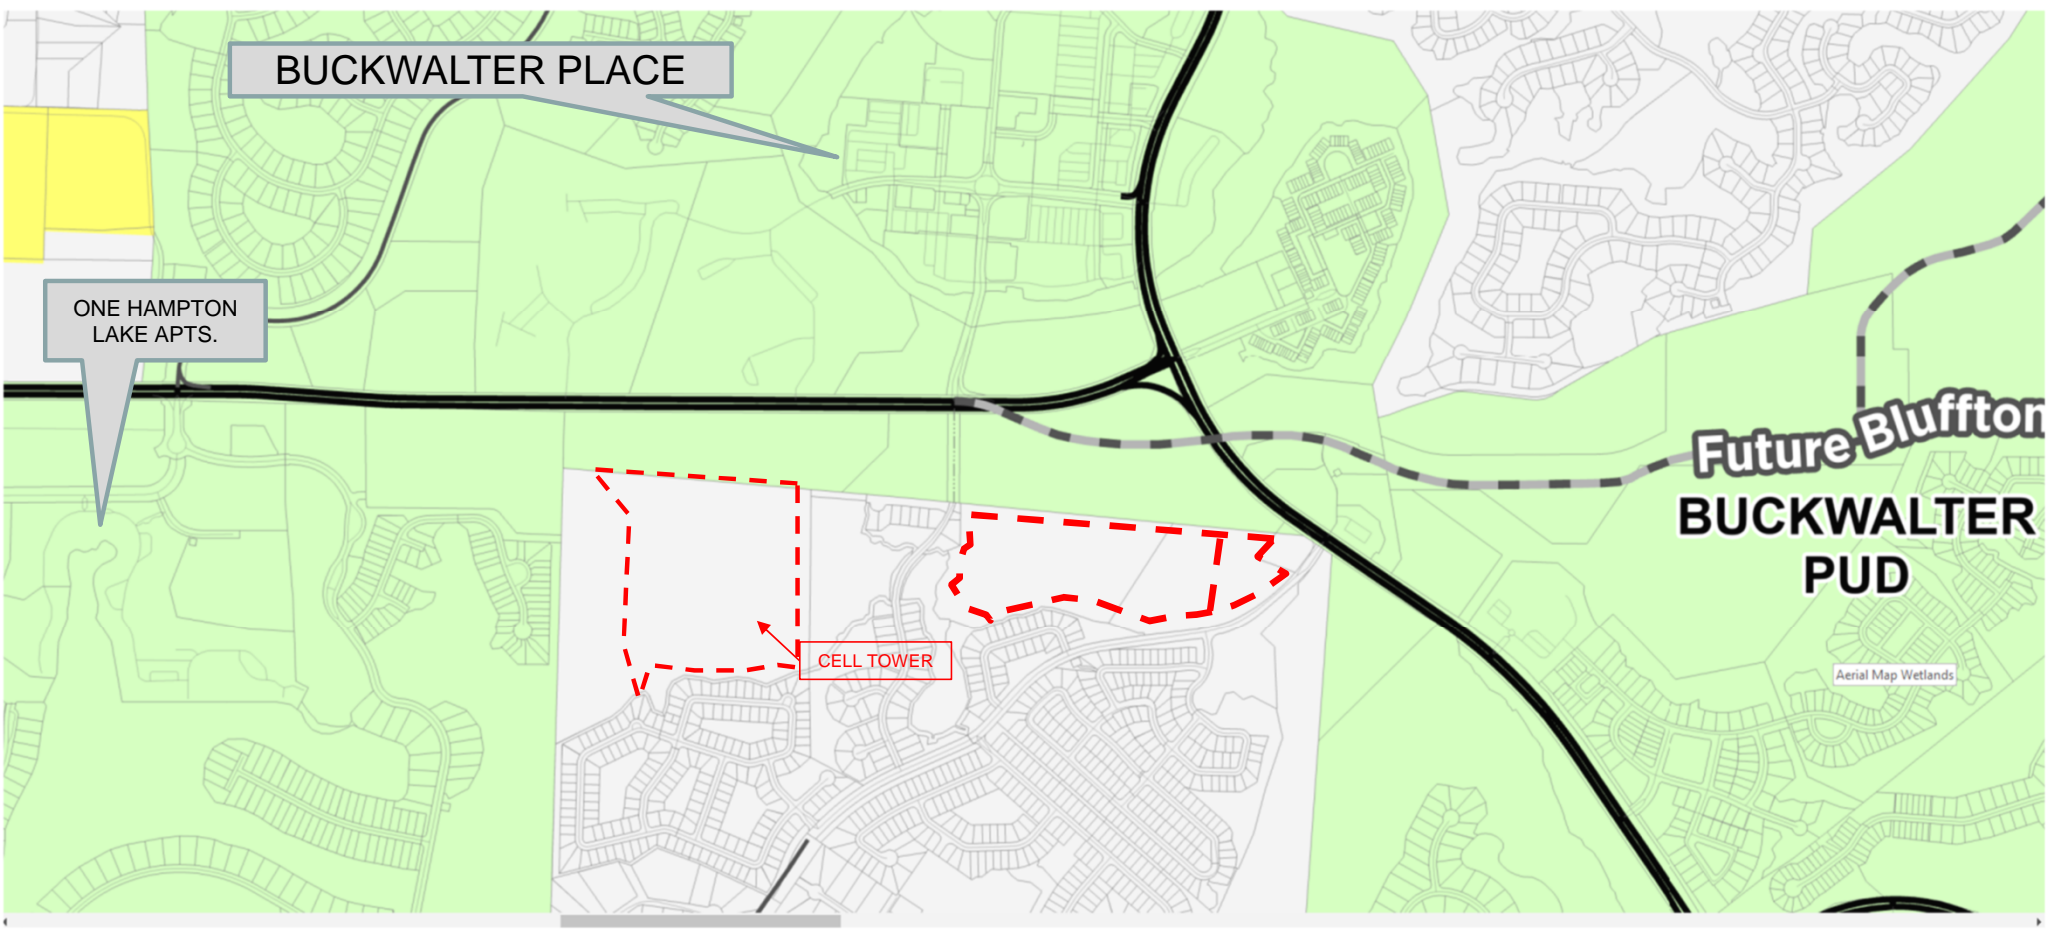 BUCKWALTER PLACE
ONE HAMPTON
LAKE APTS.
Future Bluffton
BUCKWALTER
PUD
CELL TOWER
Aerial Map Wetlands